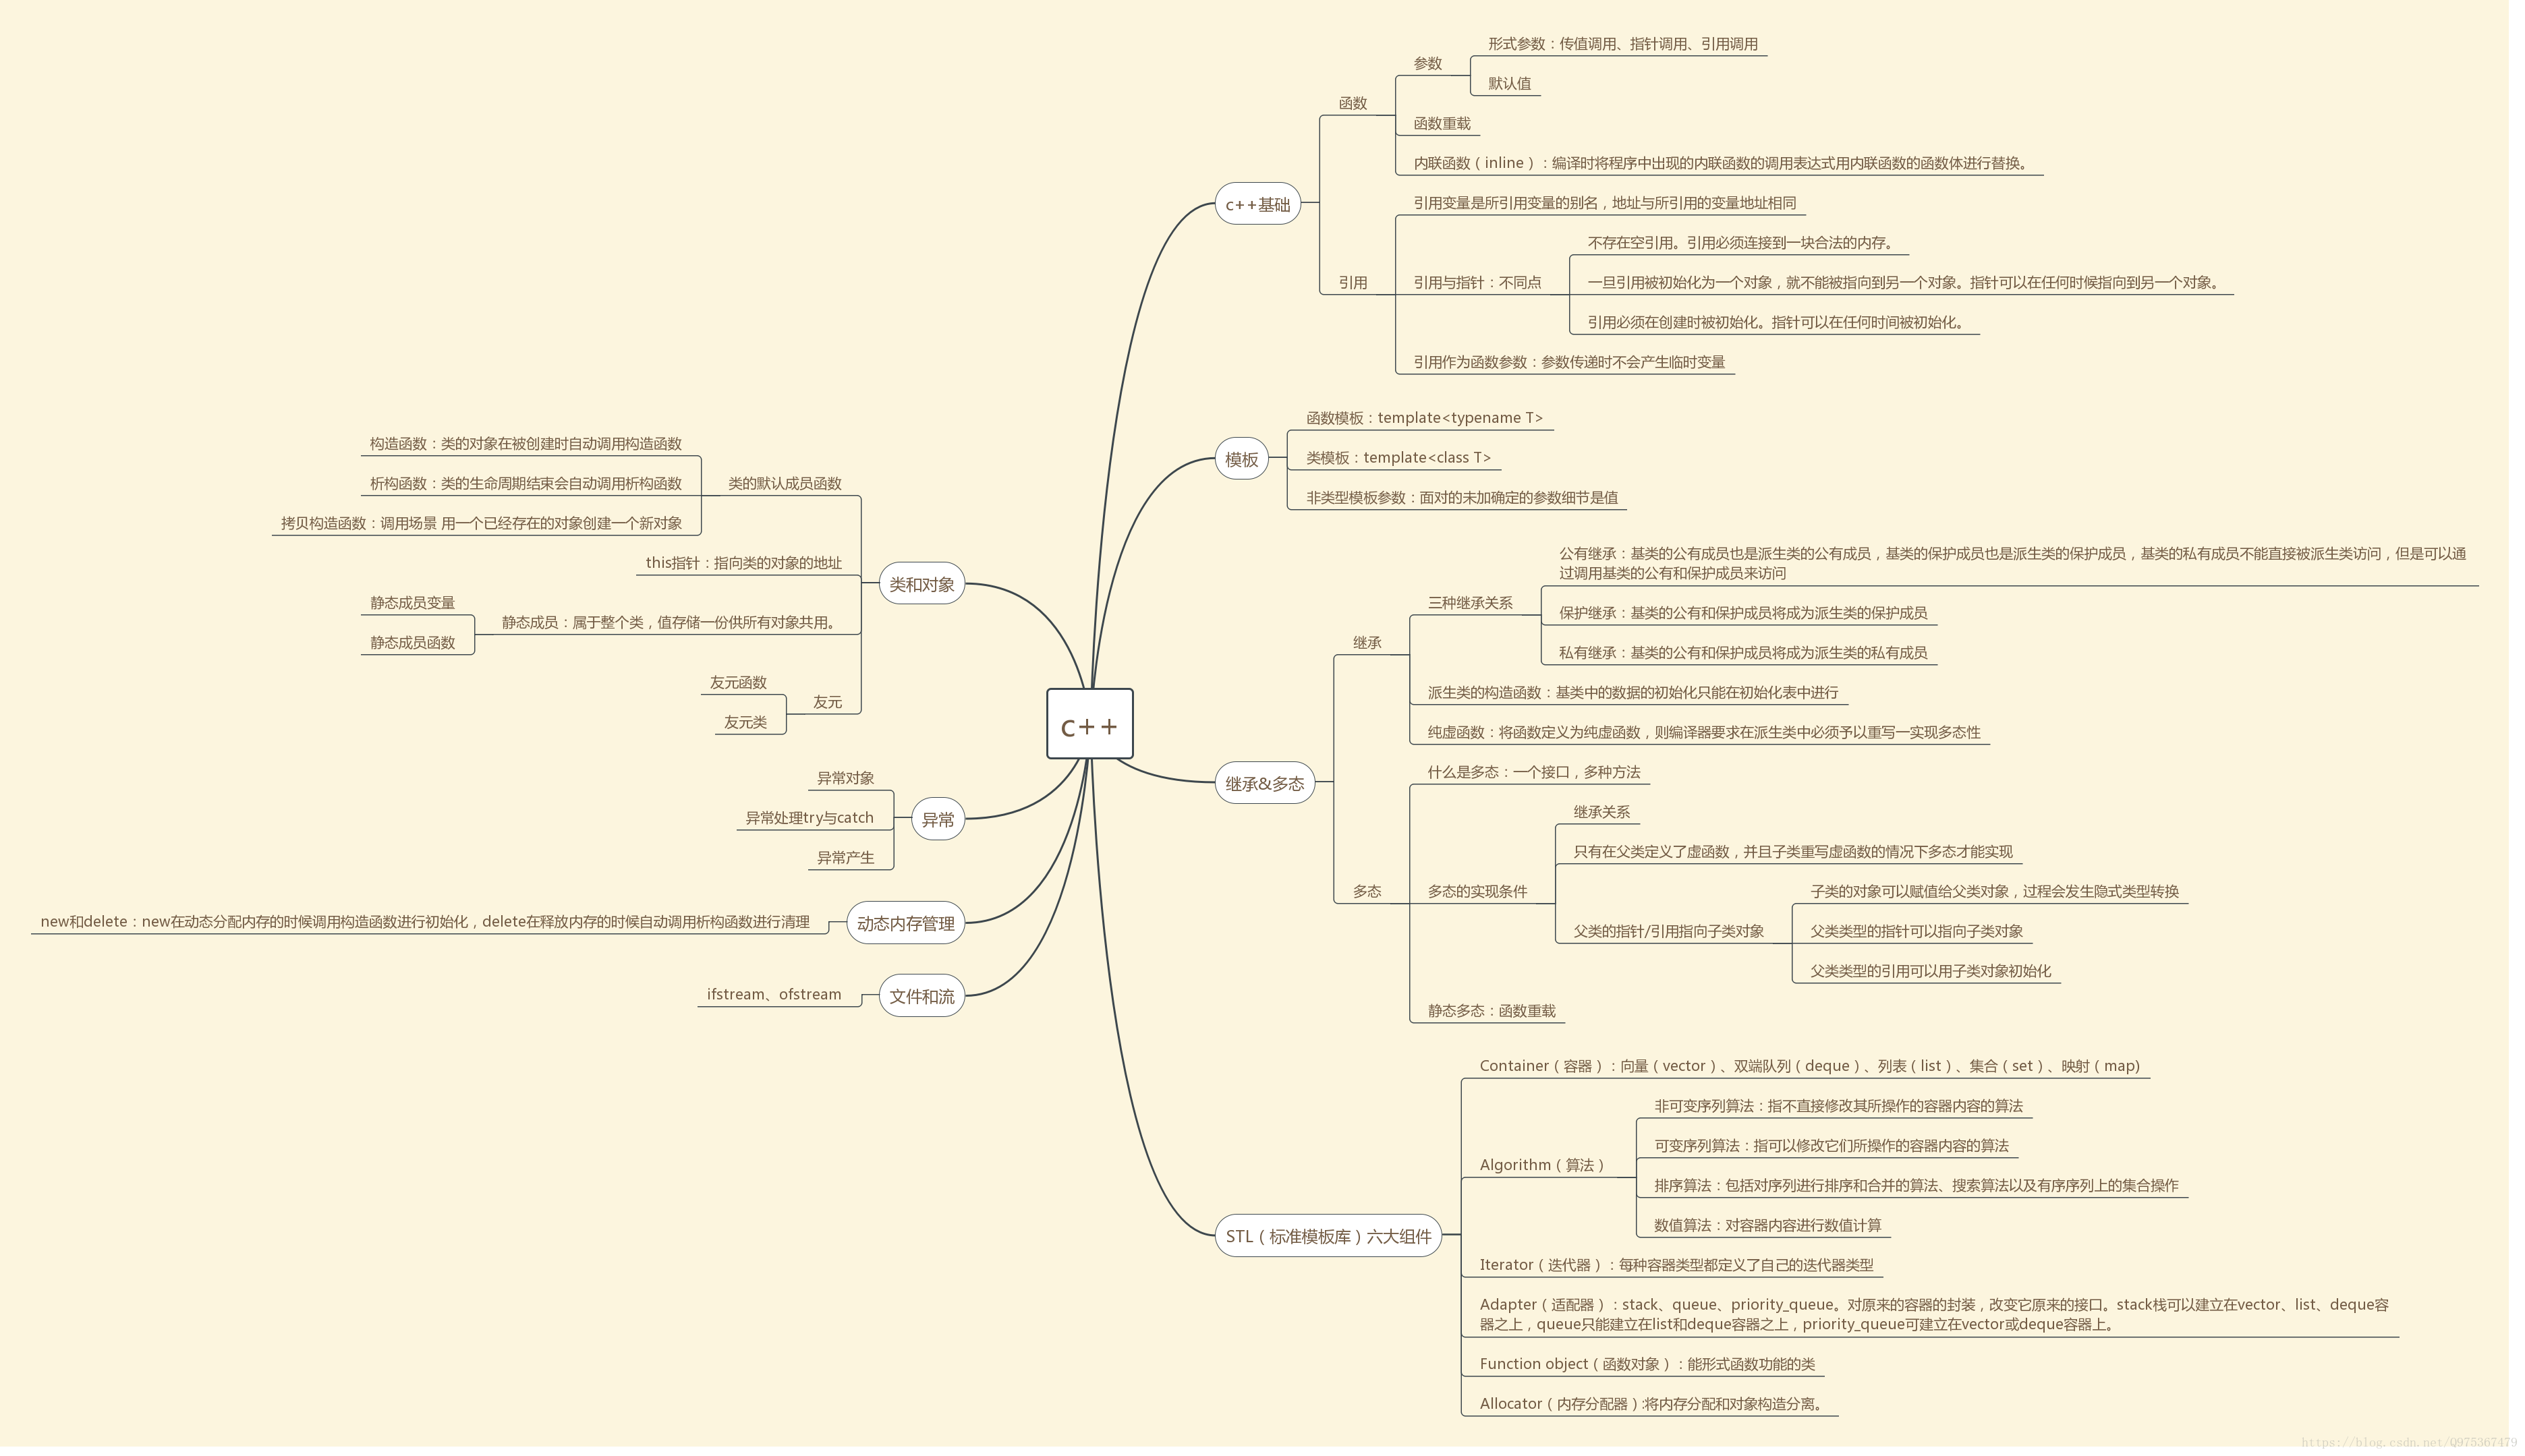 c++
c++基础
函数
参数
形式参数：传值调用、指针调用、引用调用
默认值
函数重载
内联函数（inline）：编译时将程序中出现的内联函数的调用表达式用内联函数的函数体进行替换。
引用
引用变量是所引用变量的别名，地址与所引用的变量地址相同
引用与指针：不同点
不存在空引用。引用必须连接到一块合法的内存。
一旦引用被初始化为一个对象，就不能被指向到另一个对象。指针可以在任何时候指向到另一个对象。
引用必须在创建时被初始化。指针可以在任何时间被初始化。
引用作为函数参数：参数传递时不会产生临时变量
模板
函数模板：template<typename T>
类模板：template<class T>
非类型模板参数：面对的未加确定的参数细节是值
继承&多态
继承
三种继承关系
公有继承：基类的公有成员也是派生类的公有成员，基类的保护成员也是派生类的保护成员，基类的私有成员不能直接被派生类访问，但是可以通
过调用基类的公有和保护成员来访问
保护继承：基类的公有和保护成员将成为派生类的保护成员
私有继承：基类的公有和保护成员将成为派生类的私有成员
派生类的构造函数：基类中的数据的初始化只能在初始化表中进行
纯虚函数：将函数定义为纯虚函数，则编译器要求在派生类中必须予以重写一实现多态性
多态
什么是多态：一个接口，多种方法
多态的实现条件
继承关系
只有在父类定义了虚函数，并且子类重写虚函数的情况下多态才能实现
父类的指针/引用指向子类对象
子类的对象可以赋值给父类对象，过程会发生隐式类型转换
父类类型的指针可以指向子类对象
父类类型的引用可以用子类对象初始化
静态多态：函数重载
STL（标准模板库）六大组件
Container（容器）：向量（vector）、双端队列（deque）、列表（list）、集合（set）、映射（map)
Algorithm（算法）
非可变序列算法：指不直接修改其所操作的容器内容的算法
可变序列算法：指可以修改它们所操作的容器内容的算法
排序算法：包括对序列进行排序和合并的算法、搜索算法以及有序序列上的集合操作
数值算法：对容器内容进行数值计算
Iterator（迭代器）：每种容器类型都定义了自己的迭代器类型
Adapter（适配器）：stack、queue、priority_queue。对原来的容器的封装，改变它原来的接口。stack栈可以建立在vector、list、deque容
器之上，queue只能建立在list和deque容器之上，priority_queue可建立在vector或deque容器上。
Function object（函数对象）：能形式函数功能的类
Allocator（内存分配器）:将内存分配和对象构造分离。
类和对象
类的默认成员函数
构造函数：类的对象在被创建时自动调用构造函数
析构函数：类的生命周期结束会自动调用析构函数
拷贝构造函数：调用场景 用一个已经存在的对象创建一个新对象
this指针：指向类的对象的地址
静态成员：属于整个类，值存储一份供所有对象共用。
静态成员变量
静态成员函数
友元
友元函数
友元类
异常
异常对象
异常处理try与catch
异常产生
动态内存管理
new和delete：new在动态分配内存的时候调用构造函数进行初始化，delete在释放内存的时候自动调用析构函数进行清理
文件和流
ifstream、ofstream
https://blog.csdn.net/Q975367479